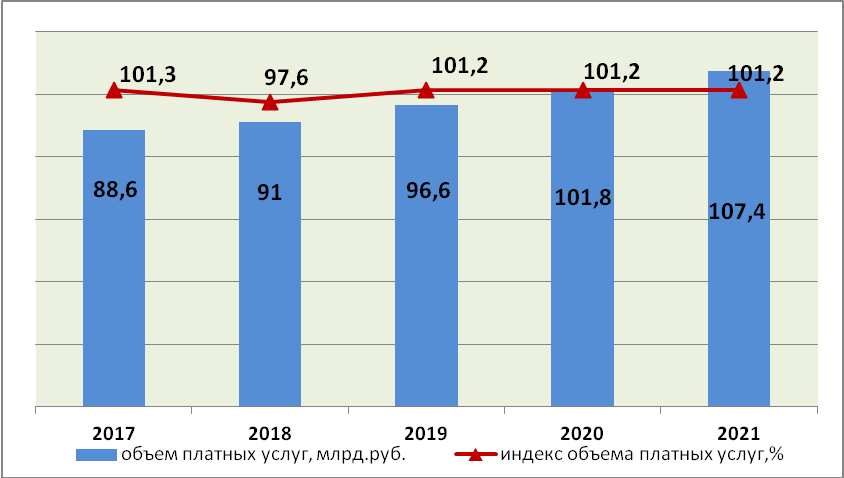 101,3 97,6 101,2 101,2 101,2
88,6 91 96,6 101,8 107,4
2017 2018 2019 2020 2021
объем платных услуг, млрд.руб. индекс объема платных услуг,%